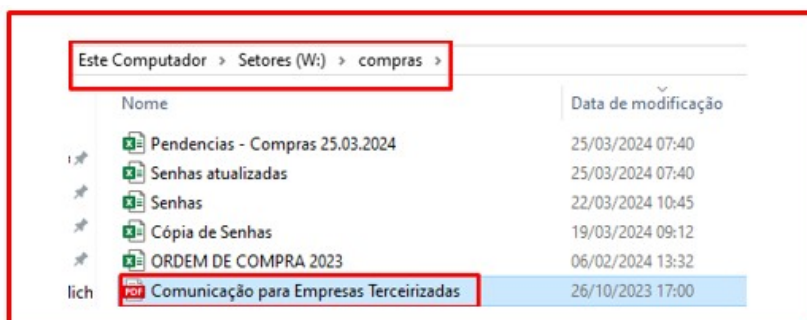 Este Computador > Setores (W:) > compras >
Nome Data de modificação
Pendencias - Compras 25.03.2024 25/03/2024 07:40
Senhas atualizadas 25/03/2024 07:40
Senhas 22/03/2024 10:45
Cópia de Senhas 19/03/2024 09:12
ORDEM DE COMPRA 2023 06/02/2024 13:32
lich PDF Comunicação para Empresas Terceirizadas 26/10/2023 17:00